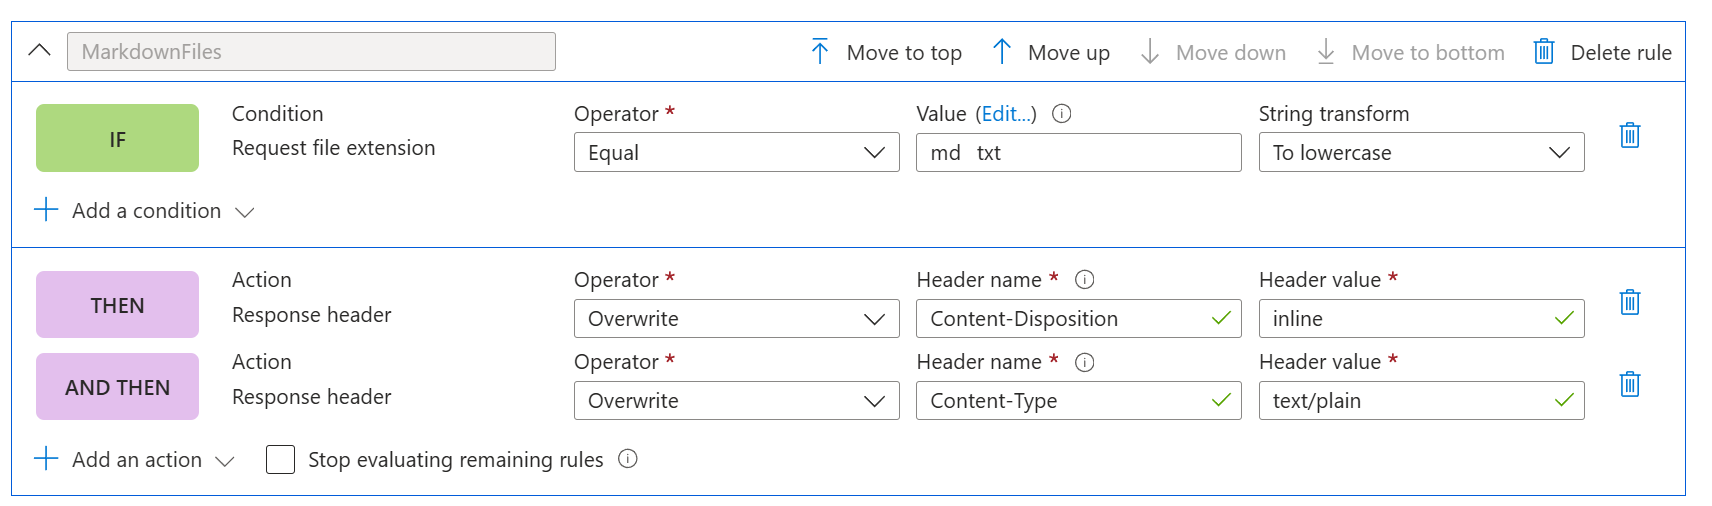 MarkdownFiles Move to top Move up Move down Move to bottom Delete rule
IF Condition Operator * Value (Edit...) String transform
Request file extension Equal md txt To lowercase
Add a condition
THEN Action Operator * Header name * Header value *
Response header Overwrite Content-Disposition inline
AND THEN Action Operator * Header name * Header value *
Response header Overwrite Content-Type text/plain
Add an action Stop evaluating remaining rules